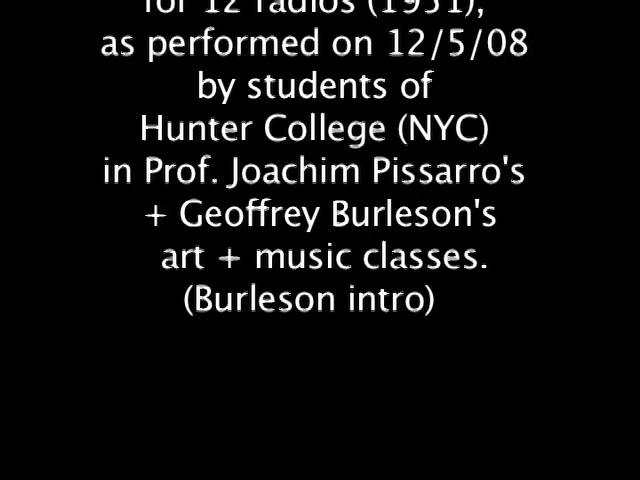 for 12 radios (1951),
as performed on 12/5/08
by students of
Hunter College (NYC)
in Prof. Joachim Pissarro's
+ Geoffrey Burleson's
art + music classes.
(Burleson intro)